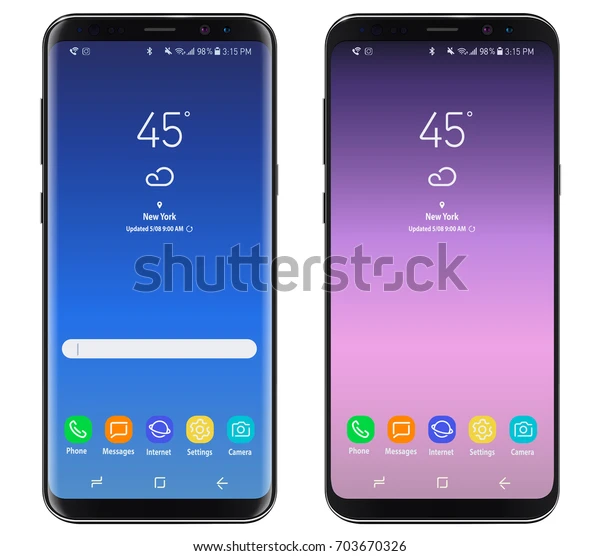 98% 3:15 PM
45°
New York
Updated 5/08 9:00 AM
Phone Messages Internet Settings Camera
98% 3:15 PM
45°
New York
Updated 5/08 9:00 AM
Phone Messages Internet Settings Camera
shutterstock
www.shutterstock.com · 703670326